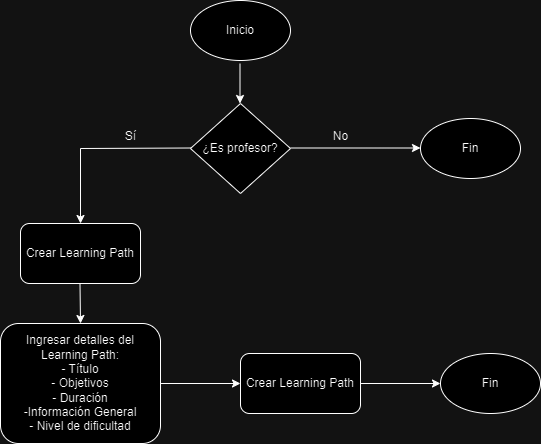 Inicio
¿Es profesor?
Sí
No
Fin
Crear Learning Path
Ingresar detalles del
Learning Path:
- Título
- Objetivos
- Duración
-Información General
- Nivel de dificultad
Crear Learning Path
Fin